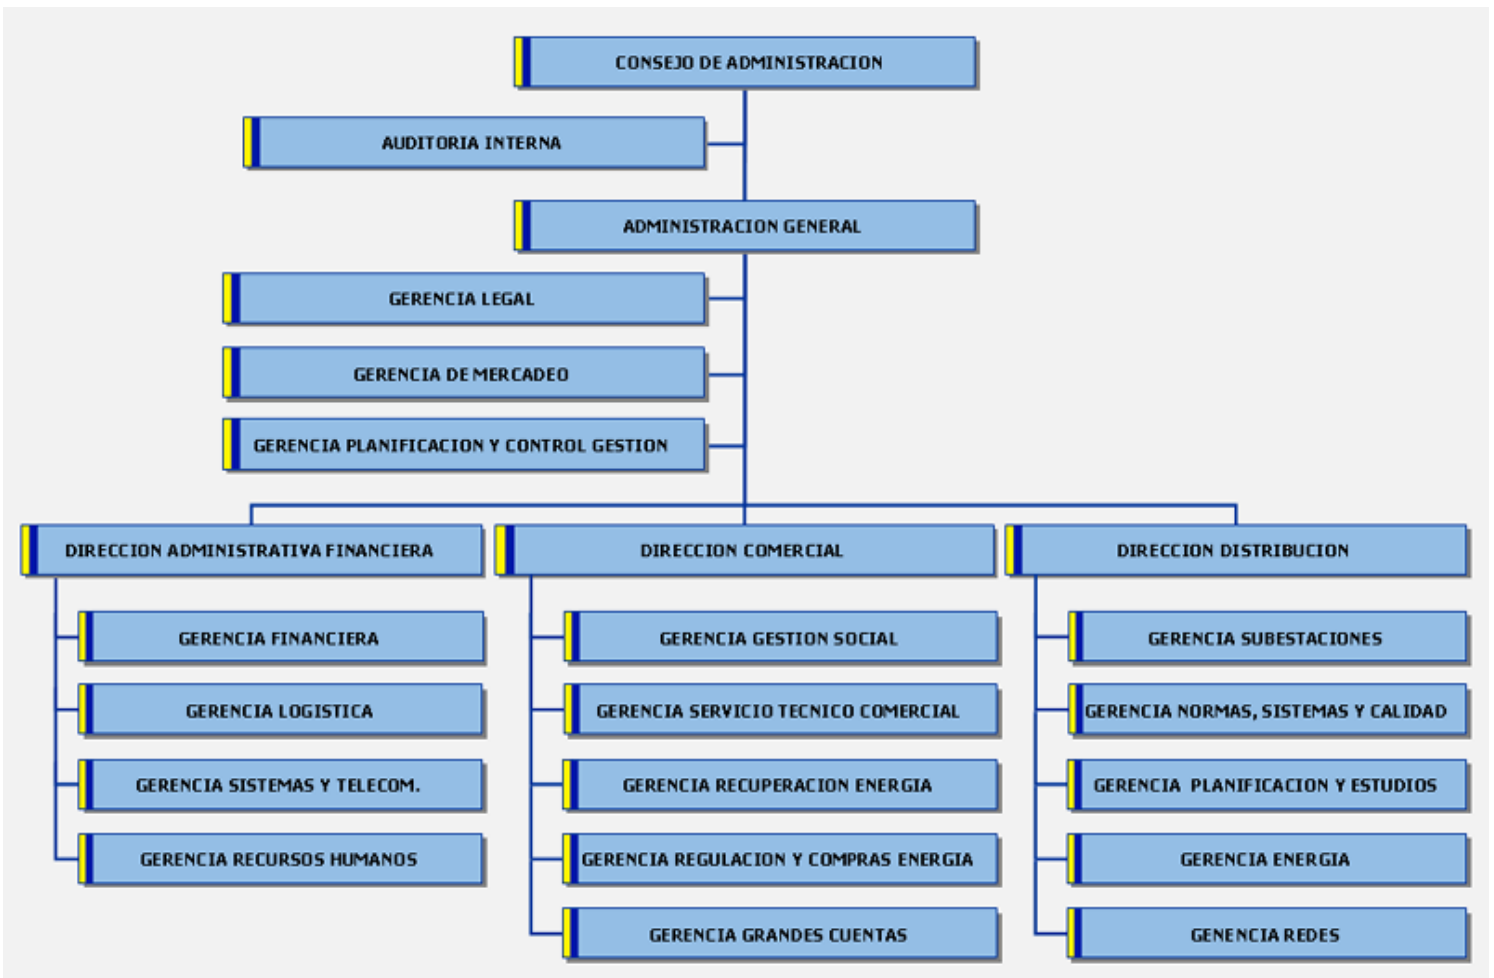 CONSEJO DE ADMINISTRACION
AUDITORIA INTERNA
ADMINISTRACION GENERAL
GERENCIA LEGAL
GERENCIA DE MERCADEO
GERENCIA PLANIFICACION Y CONTROL GESTION
DIRECCION ADMINISTRATIVA FINANCIERA
GERENCIA FINANCIERA
GERENCIA LOGISTICA
GERENCIA SISTEMAS Y TELECOM.
GERENCIA RECURSOS HUMANOS
DIRECCION COMERCIAL
GERENCIA GESTION SOCIAL
GERENCIA SERVICIO TECNICO COMERCIAL
GERENCIA RECUPERACION ENERGIA
GERENCIA REGULACION Y COMPRAS ENERGIA
GERENCIA GRANDES CUENTAS
DIRECCION DISTRIBUCION
GERENCIA SUBESTACIONES
GERENCIA NORMAS, SISTEMAS Y CALIDAD
GERENCIA PLANIFICACION Y ESTUDIOS
GERENCIA ENERGIA
GENENCIA REDES